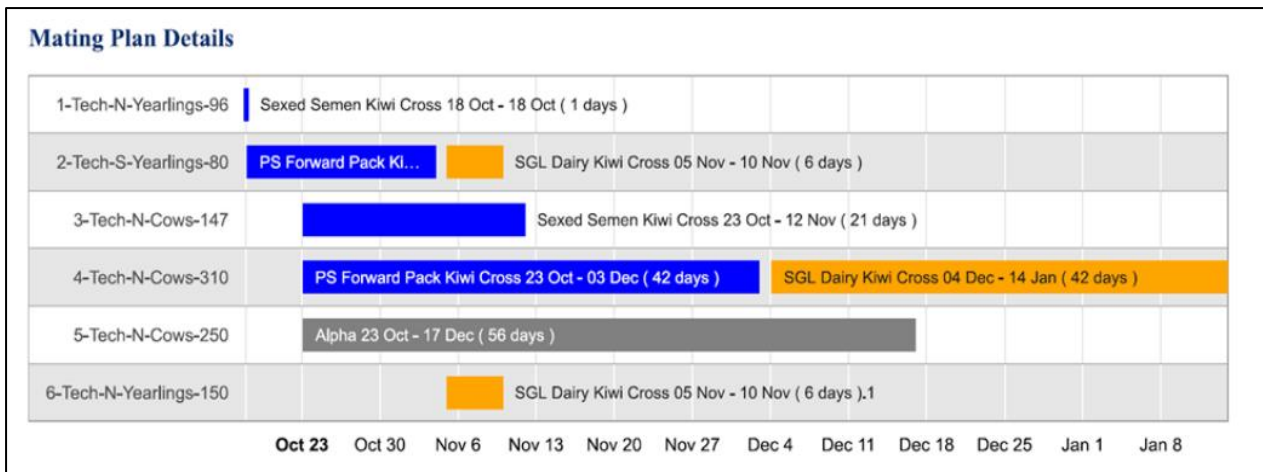 Mating Plan Details
1-Tech-N-Yearlings-96 Sexed Semen Kiwi Cross 18 Oct - 18 Oct ( 1 days )
2-Tech-S-Yearlings-80 PS Forward Pack Ki... SGL Dairy Kiwi Cross 05 Nov - 10 Nov ( 6 days )
3-Tech-N-Cows-147 Sexed Semen Kiwi Cross 23 Oct - 12 Nov ( 21 days )
4-Tech-N-Cows-310 PS Forward Pack Kiwi Cross 23 Oct - 03 Dec ( 42 days ) SGL Dairy Kiwi Cross 04 Dec - 14 Jan ( 42 days )
5-Tech-N-Cows-250 Alpha 23 Oct - 17 Dec ( 56 days )
6-Tech-N-Yearlings-150 SGL Dairy Kiwi Cross 05 Nov - 10 Nov ( 6 days ).1
Oct 23 Oct 30 Nov 6 Nov 13 Nov 20 Nov 27 Dec 4 Dec 11 Dec 18 Dec 25 Jan 1 Jan 8